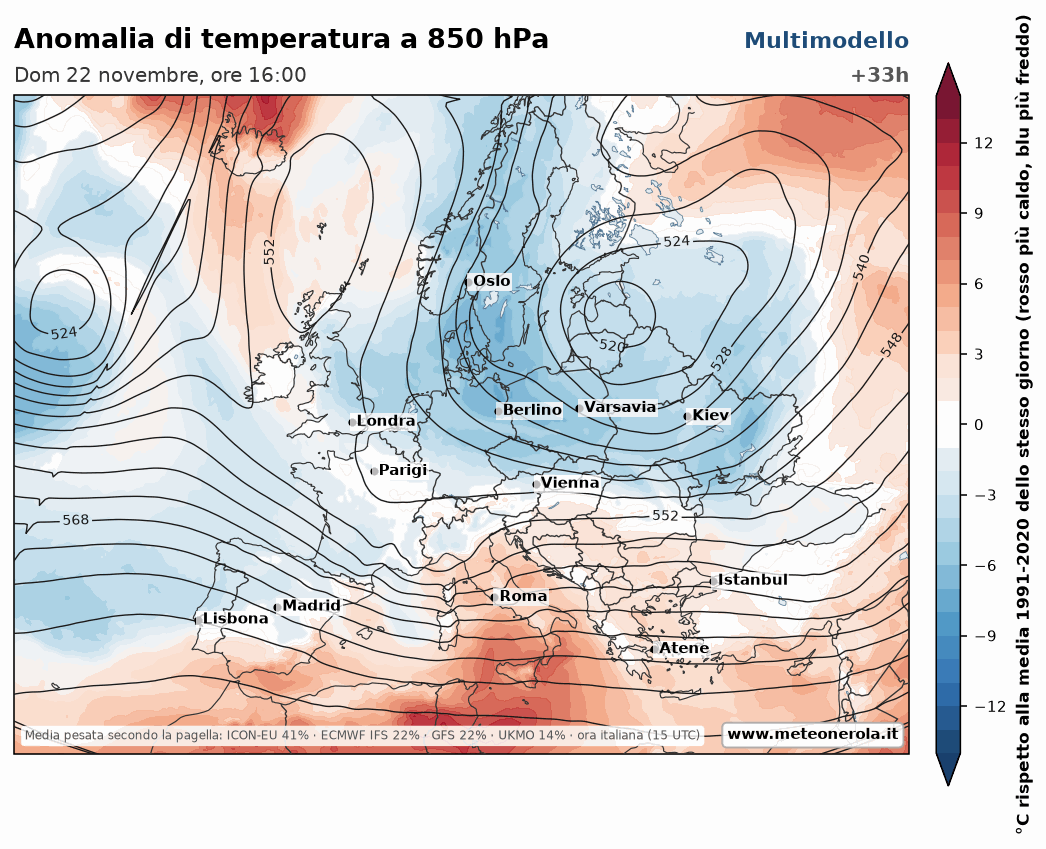 Anomalia di temperatura a 850 hPa
Multimodello
Dom 22 novembre, ore 16:00
+33h
552
524
540
524
548
520
528
Oslo
Berlino
Varsavia
Kiev
Londra
Parigi
Vienna
568
552
Istanbul
Roma
Madrid
Lisbona
Atene
Media pesata secondo la pagella: ICON-EU 41% · ECMWF IFS 22% · GFS 22% · UKMO 14% · ora italiana (15 UTC)
www.meteonerola.it
12
9
6
3
0
−3
−6
−9
−12
°C rispetto alla media 1991-2020 dello stesso giorno (rosso più caldo, blu più freddo)